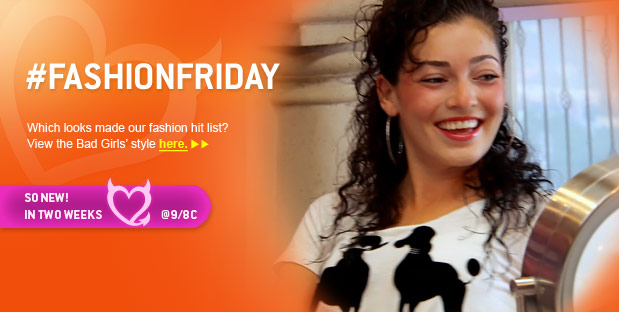 #FASHIONFRIDAY
Which looks made our fashion hit list?
View the Bad Girls' style here.
SO NEW!
IN TWO WEEKS @9/8C